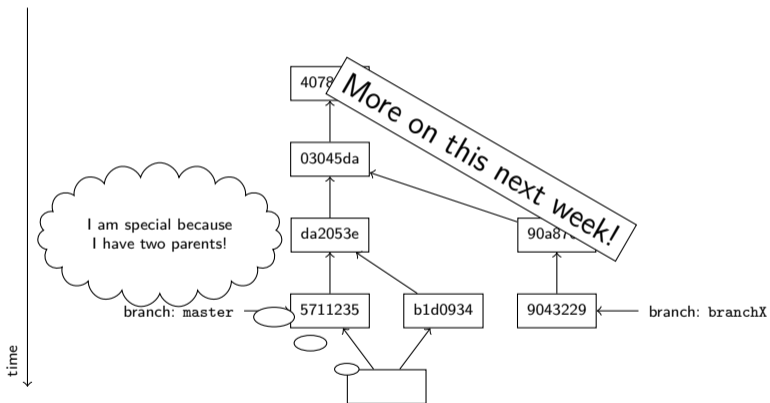 More on this next week!
03045da
I am special because
I have two parents!
da2053e
branch: master
5711235
b1d0934
9043229
branch: branchX
time